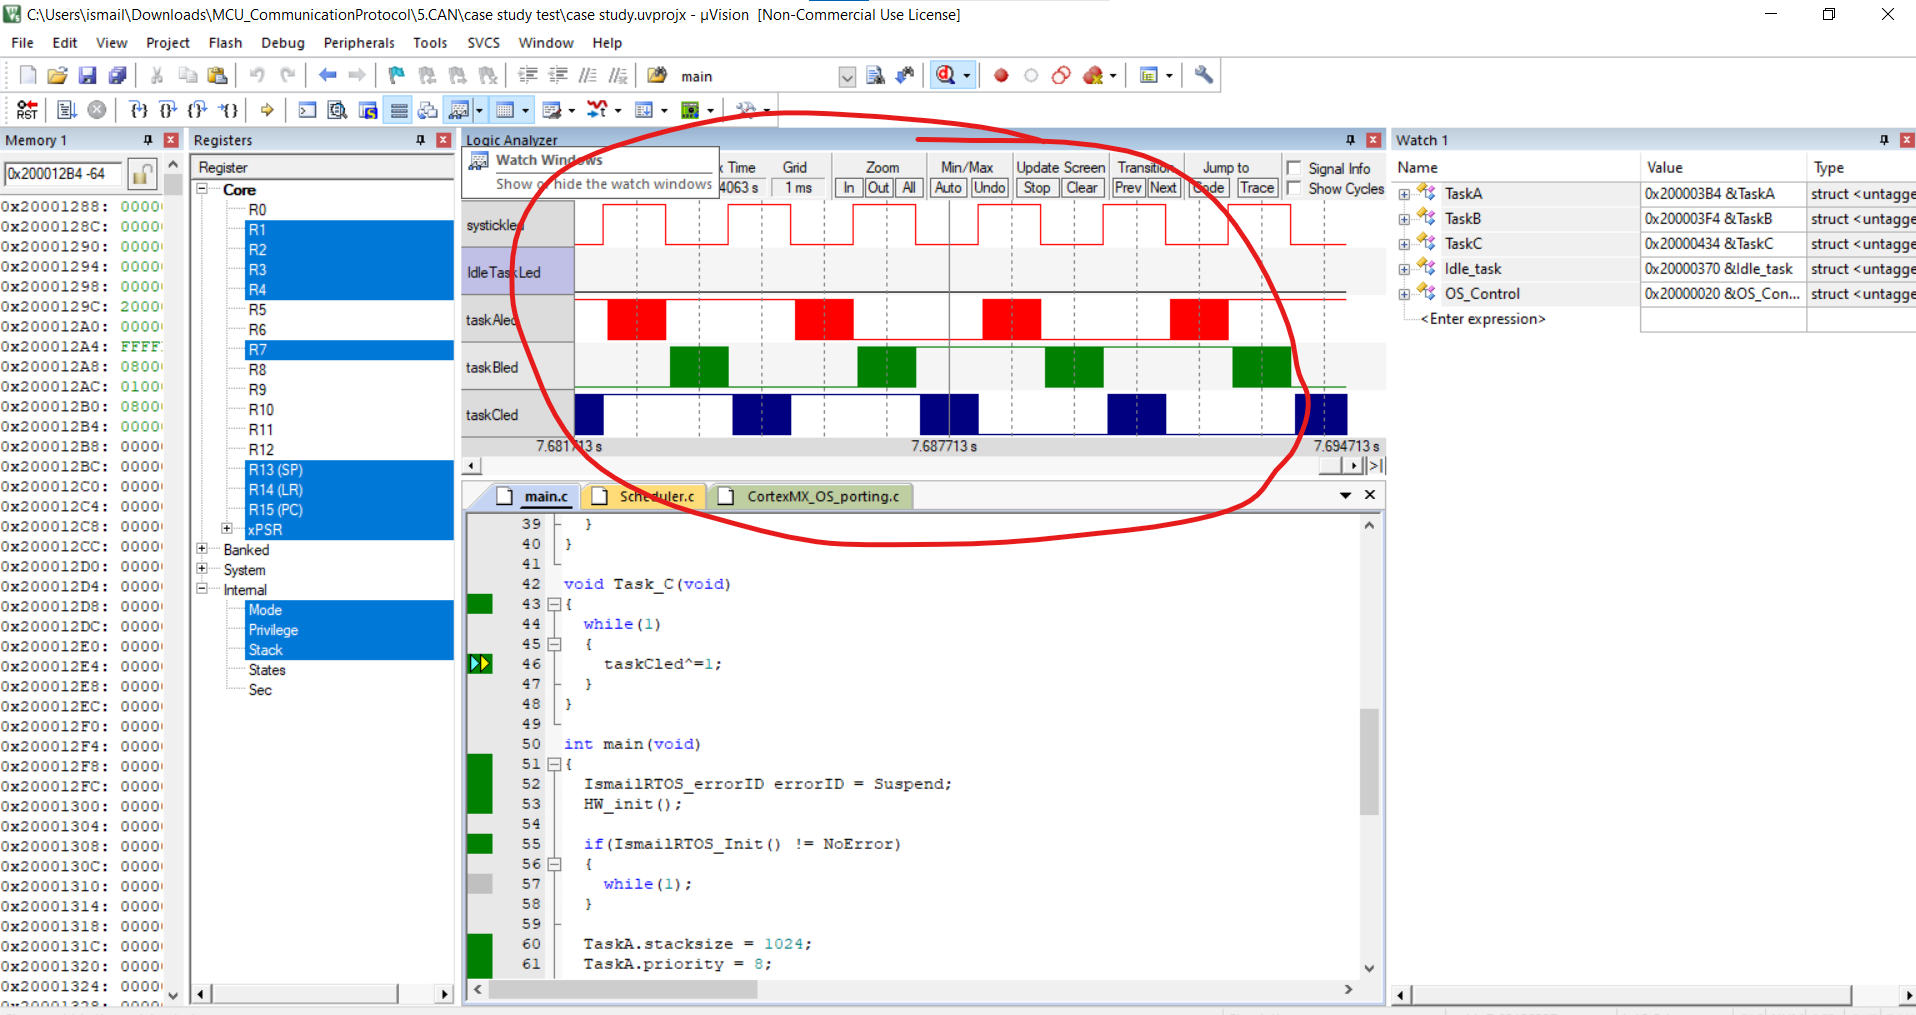 C:\Users\ismail\Downloads\MCU_CommunicationProtocol\5.CAN\case study test\case study.uvprojx - µVision  [Non-Commercial Use License]
File Edit View Project Flash Debug Peripherals Tools SVCS Window Help
main
RST
Memory 1
0x200012B4 -64
0x20001288: 0000
0x2000128C: 0000
0x20001290: 0000
0x20001294: 0000
0x20001298: 0000
0x2000129C: 2000
0x200012A0: 0000
0x200012A4: FFFF
0x200012A8: 0800
0x200012AC: 0100
0x200012B0: 0800
0x200012B4: 0000
0x200012B8: 0000
0x200012BC: 0000
0x200012C0: 0000
0x200012C4: 0000
0x200012C8: 0000
0x200012CC: 0000
0x200012D0: 0000
0x200012D4: 0000
0x200012D8: 0000
0x200012DC: 0000
0x200012E0: 0000
0x200012E4: 0000
0x200012E8: 0000
0x200012EC: 0000
0x200012F0: 0000
0x200012F4: 0000
0x200012F8: 0000
0x200012FC: 0000
0x20001300: 0000
0x20001304: 0000
0x20001308: 0000
0x2000130C: 0000
0x20001310: 0000
0x20001314: 0000
0x20001318: 0000
0x2000131C: 0000
0x20001320: 0000
0x20001324: 0000
Registers
Register
Core
R0
R1
R2
R3
R4
R5
R6
R7
R8
R9
R10
R11
R12
R13 (SP)
R14 (LR)
R15 (PC)
xPSR
Banked
System
Internal
Mode
Privilege
Stack
States
Sec
Logic Analyzer
Watch Windows
Show or hide the watch windows
x Time Grid Zoom Min/Max Update Screen Transition Jump to Signal Info
4063 s 1 ms In Out All Auto Undo Stop Clear Prev Next Code Trace Show Cycles
systickled
IdleTaskLed
taskAled
taskBled
taskCled
7.681713 s 7.687713 s 7.694713 s
main.c Scheduler.c CortexMX_OS_porting.c
39 }
40 }
41
42 void Task_C(void)
43 {
44 while(1)
45 {
46 taskCled^=1;
47 }
48 }
49
50 int main(void)
51 {
52 IsmailRTOS_errorID errorID = Suspend;
53 HW_init();
54
55 if(IsmailRTOS_Init() != NoError)
56 {
57 while(1);
58 }
59
60 TaskA.stacksize = 1024;
61 TaskA.priority = 8;
Watch 1
Name Value Type
TaskA 0x200003B4 &TaskA struct <untagge
TaskB 0x200003F4 &TaskB struct <untagge
TaskC 0x20000434 &TaskC struct <untagge
Idle_task 0x20000370 &Idle_task struct <untagge
OS_Control 0x20000020 &OS_Con... struct <untagge
<Enter expression>